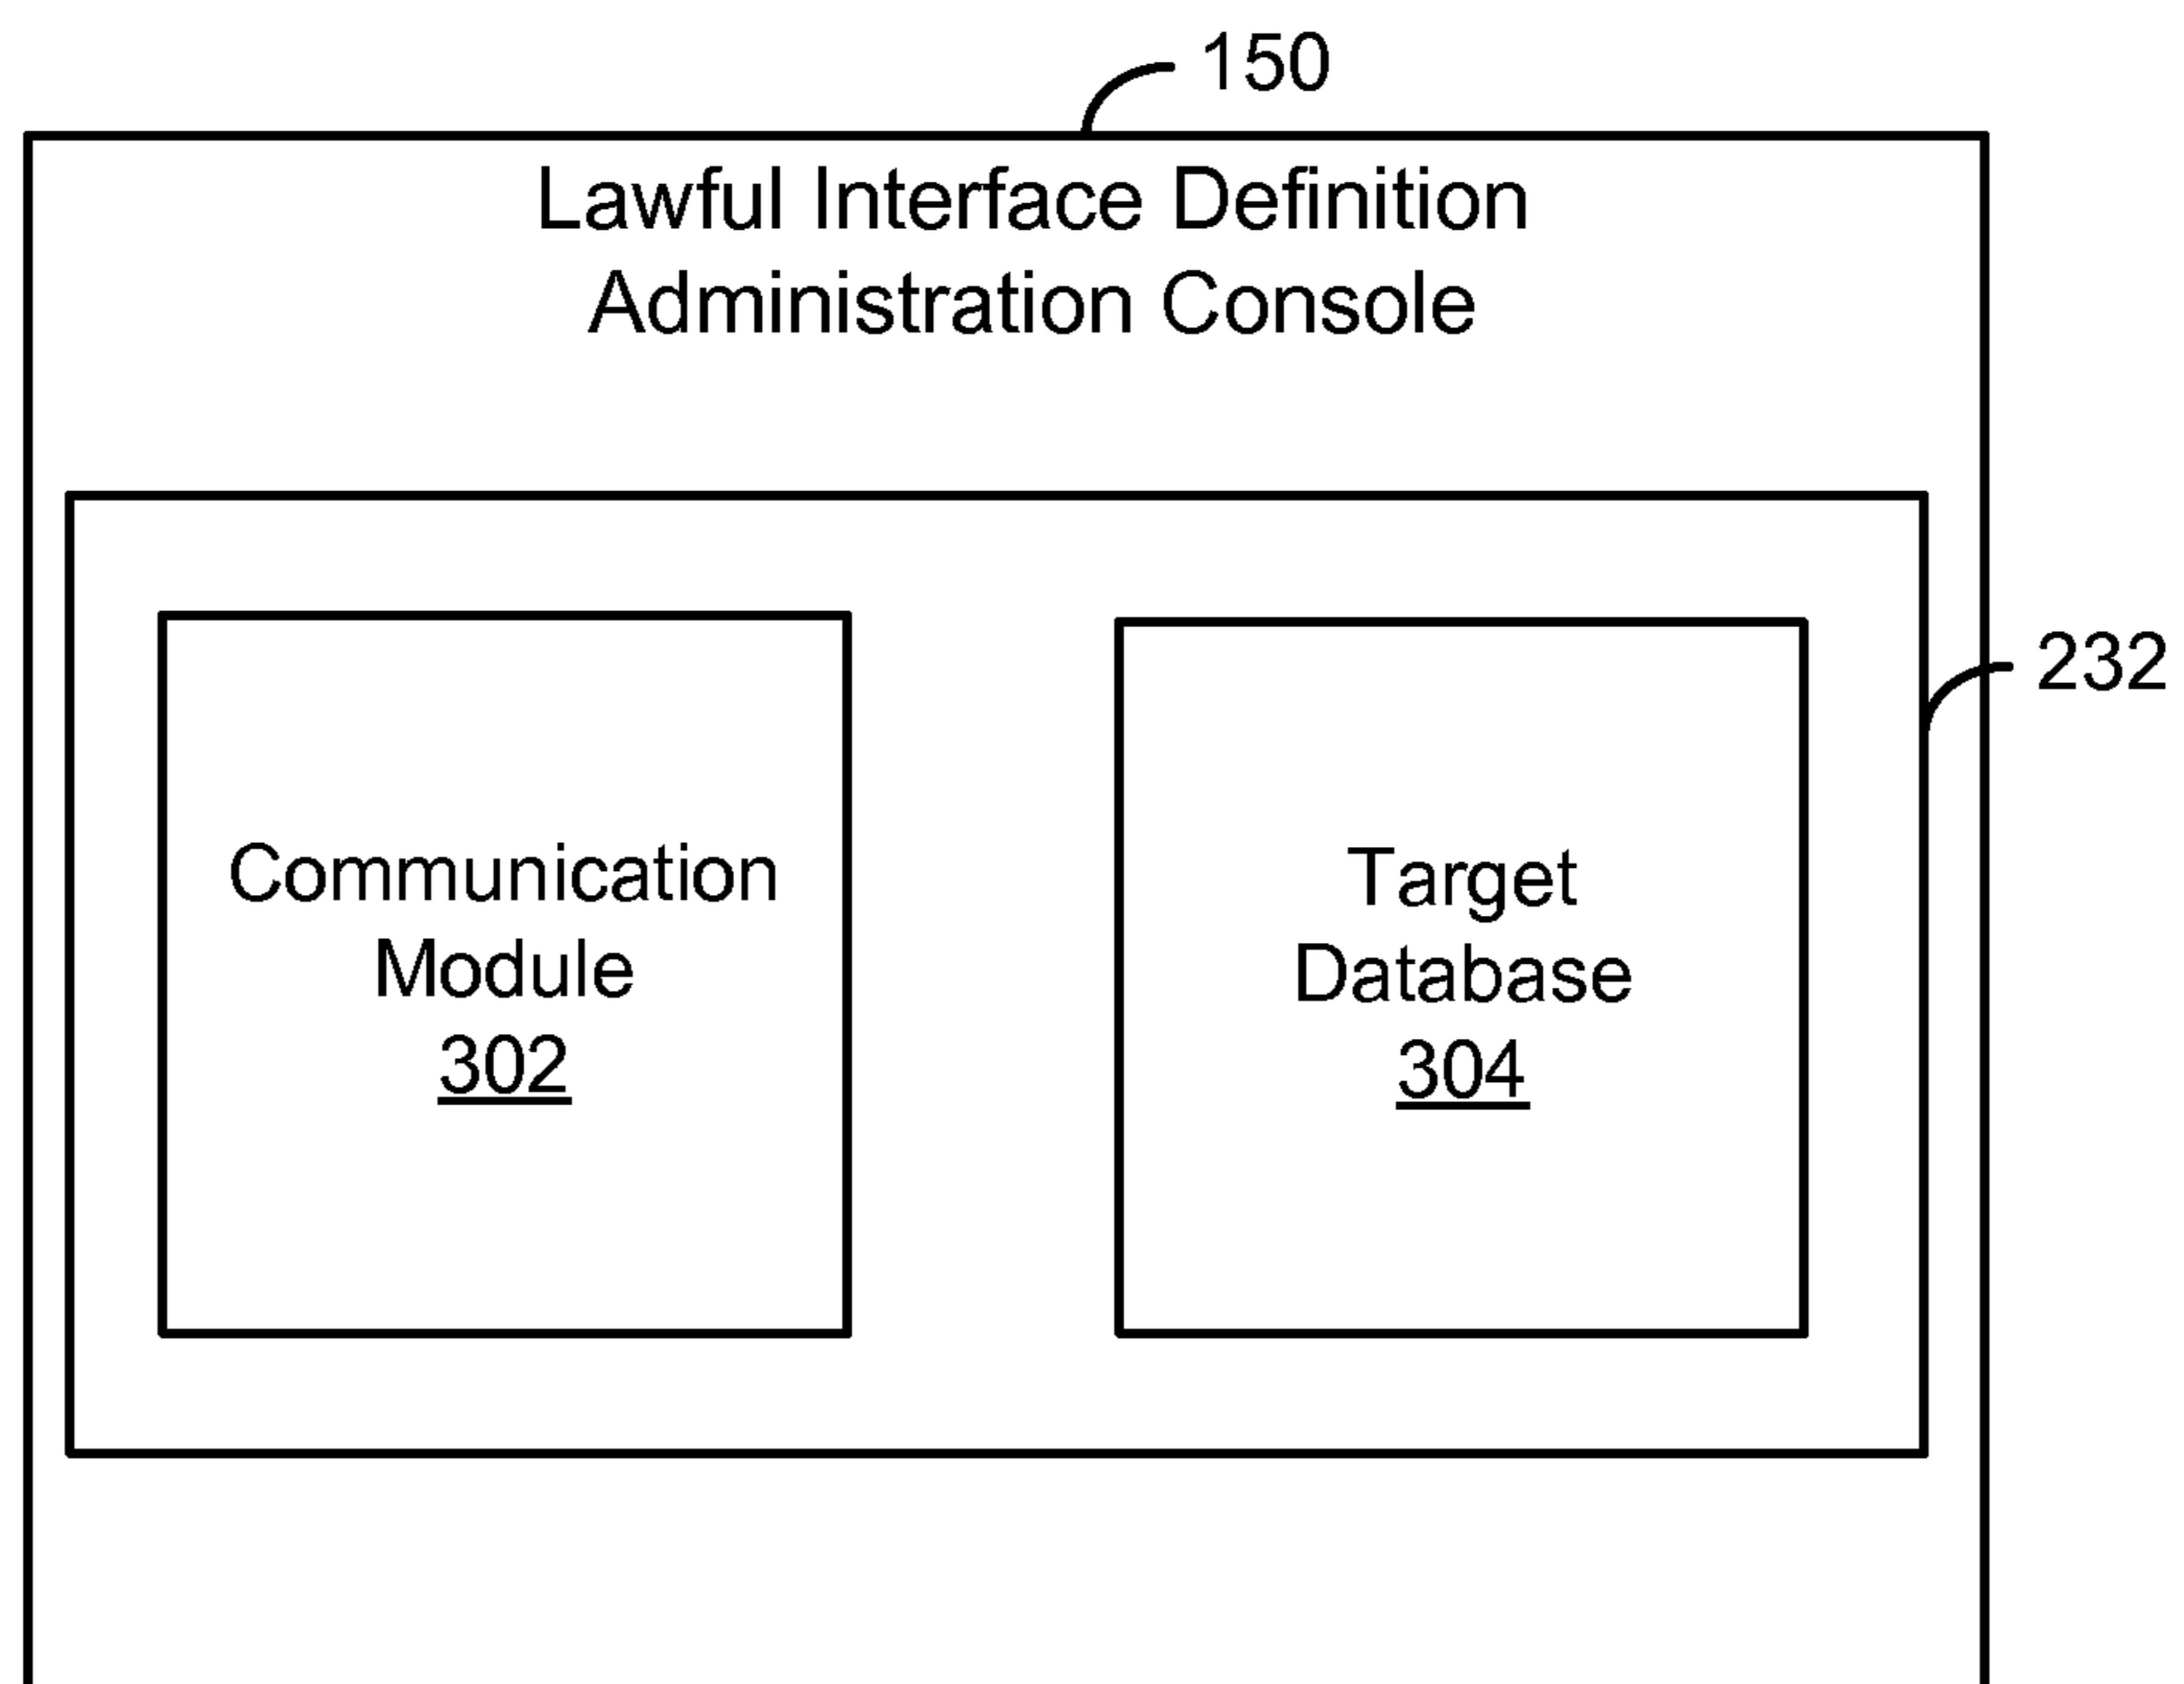 150
Lawful Interface Definition
Administration Console
232
Communication
Module
302
Target
Database
304